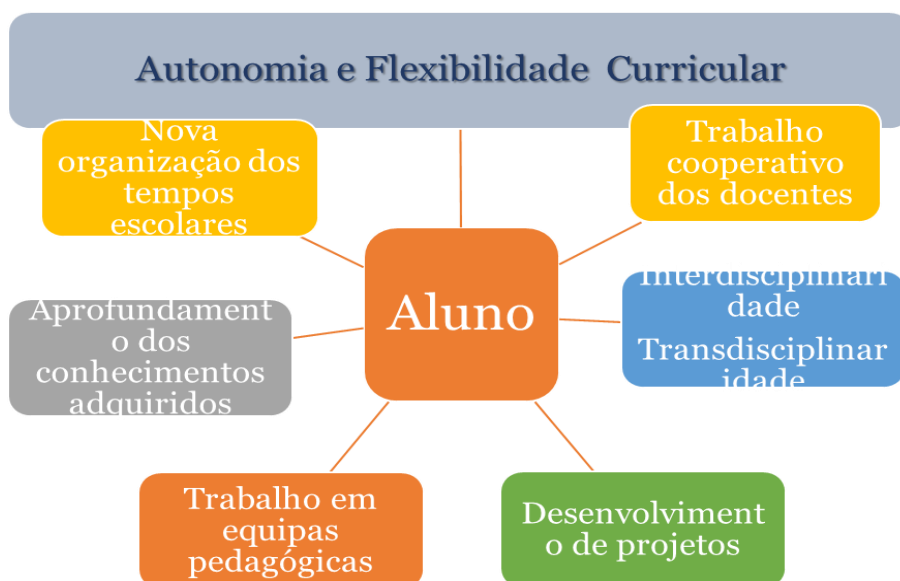 Autonomia e Flexibilidade Curricular
Nova
organização dos
tempos
escolares
Trabalho
cooperativo
dos docentes
Aluno
Interdisciplinari
dade
Transdisciplinar
idade
Aprofundament
o dos
conhecimentos
adquiridos
Trabalho em
equipas
pedagógicas
Desenvolviment
o de projetos